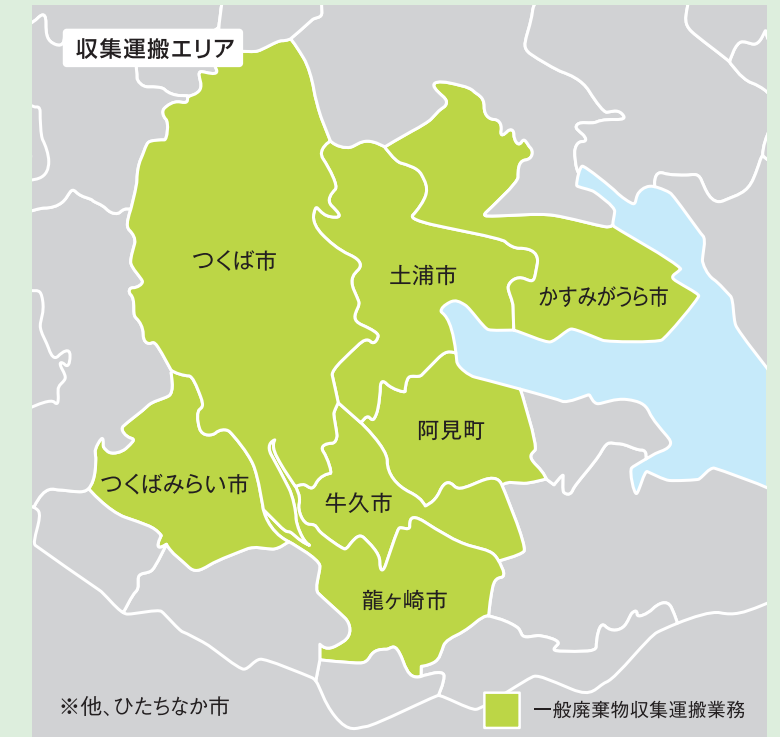 収集運搬エリア
つくば市
土浦市
かすみがうら市
阿見町
つくばみらい市
牛久市
龍ヶ崎市
※他、ひたちなか市
一般廃棄物収集運搬業務